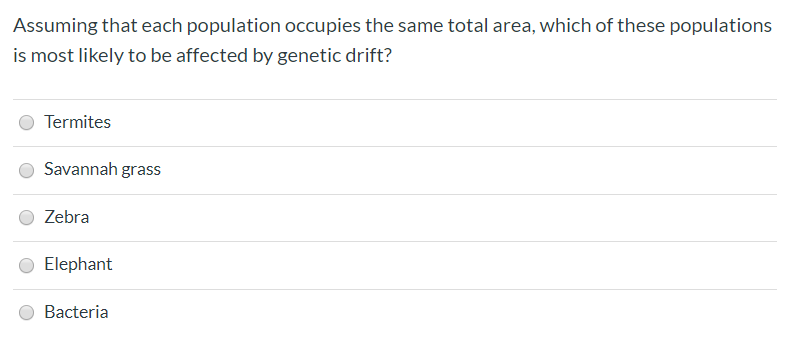 Assuming that each population occupies the same total area, which of these populations
is most likely to be affected by genetic drift?
Termites
Savannah grass
Zebra
Elephant
Bacteria